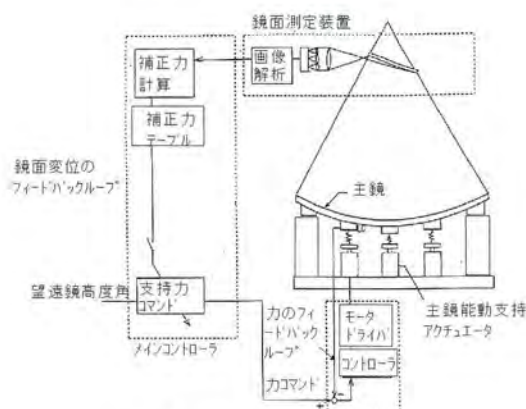 鏡面測定装置
画像
解析
補正力
計算
補正力
テーブル
鏡面変位の
フィードバックループ
主鏡
望遠鏡高度角
支持力
コマンド
メインコントローラ
力のフィ
ードバック
ループ
力コマンド
モータ
ドライバ
コントローラ
主鏡能動支持
アクチュエータ
+
-